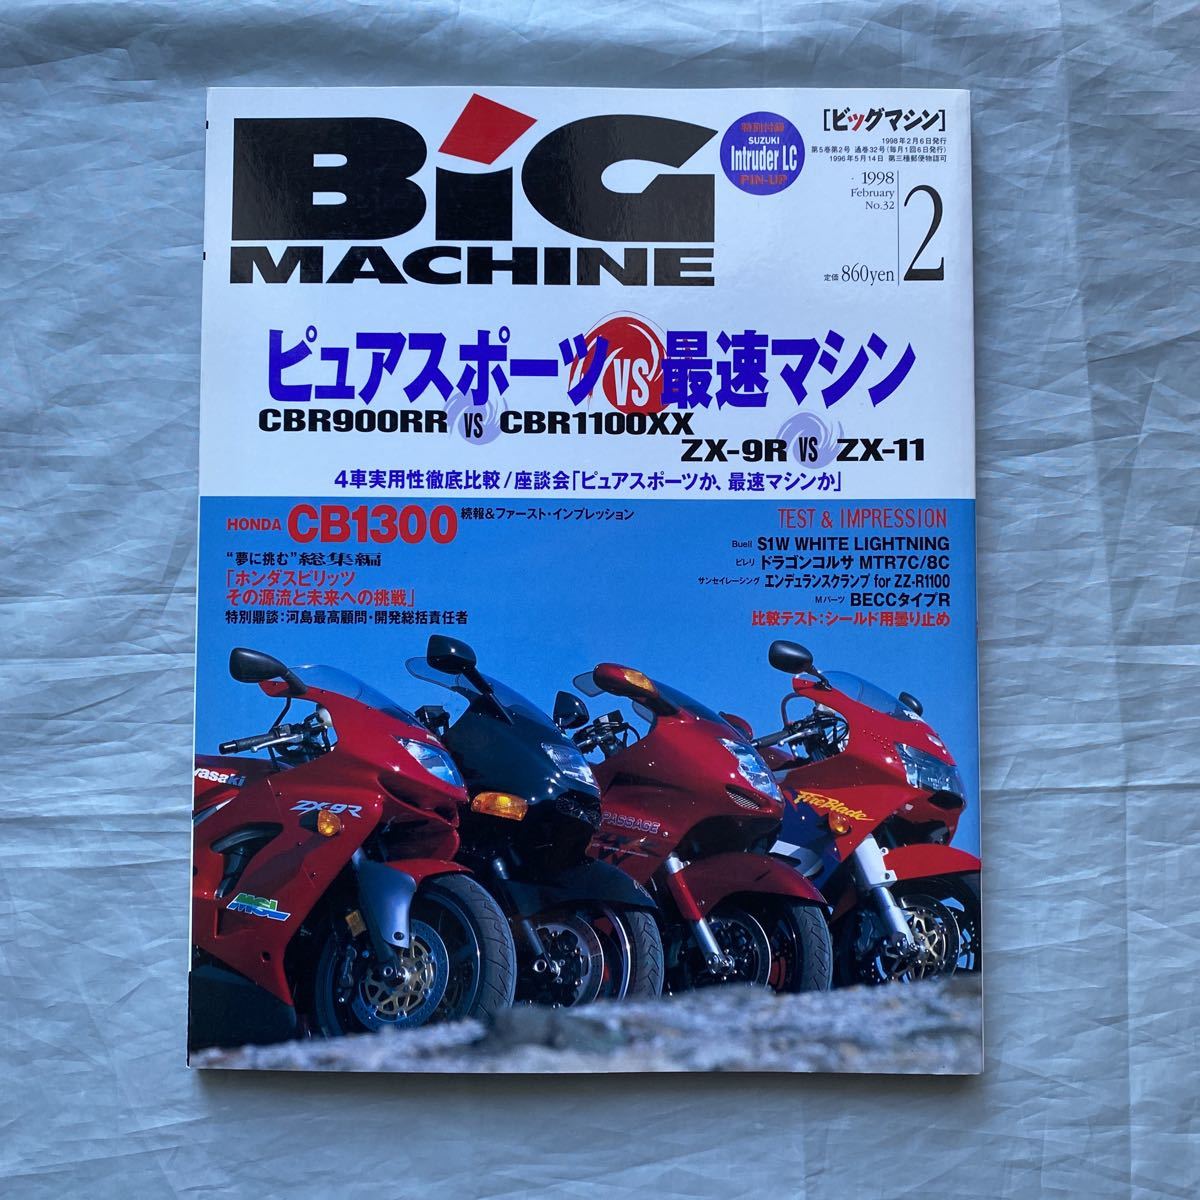 BiG
MACHINE
特別付録
SUZUKI
Intruder LC
PIN-UP
[ビッグマシン]
1998年2月6日発行
第5巻第2号 通巻32号(毎月1回6日発行)
1996年5月14日 第三種郵便物認可
1998
February
No.32
2
定価 860yen
ピュアスポーツVS最速マシン
CBR900RR VS CBR1100XX
ZX-9R VS ZX-11
4車実用性徹底比較/座談会「ピュアスポーツか、最速マシンか」
HONDA CB1300 続報&ファースト・インプレッション
“夢に挑む”総集編
「ホンダスピリッツ
その源流と未来への挑戦」
特別鼎談:河島最高顧問・開発総括責任者
TEST & IMPRESSION
Buell S1W WHITE LIGHTNING
ピレリ ドラゴンコルサ MTR7C/8C
サンセイレーシング エンデュランスクランプ for ZZ-R1100
Mパーツ BECCタイプR
比較テスト:シールド用曇り止め
wasaki
ZX-9R
PASSAGE
FireBlade